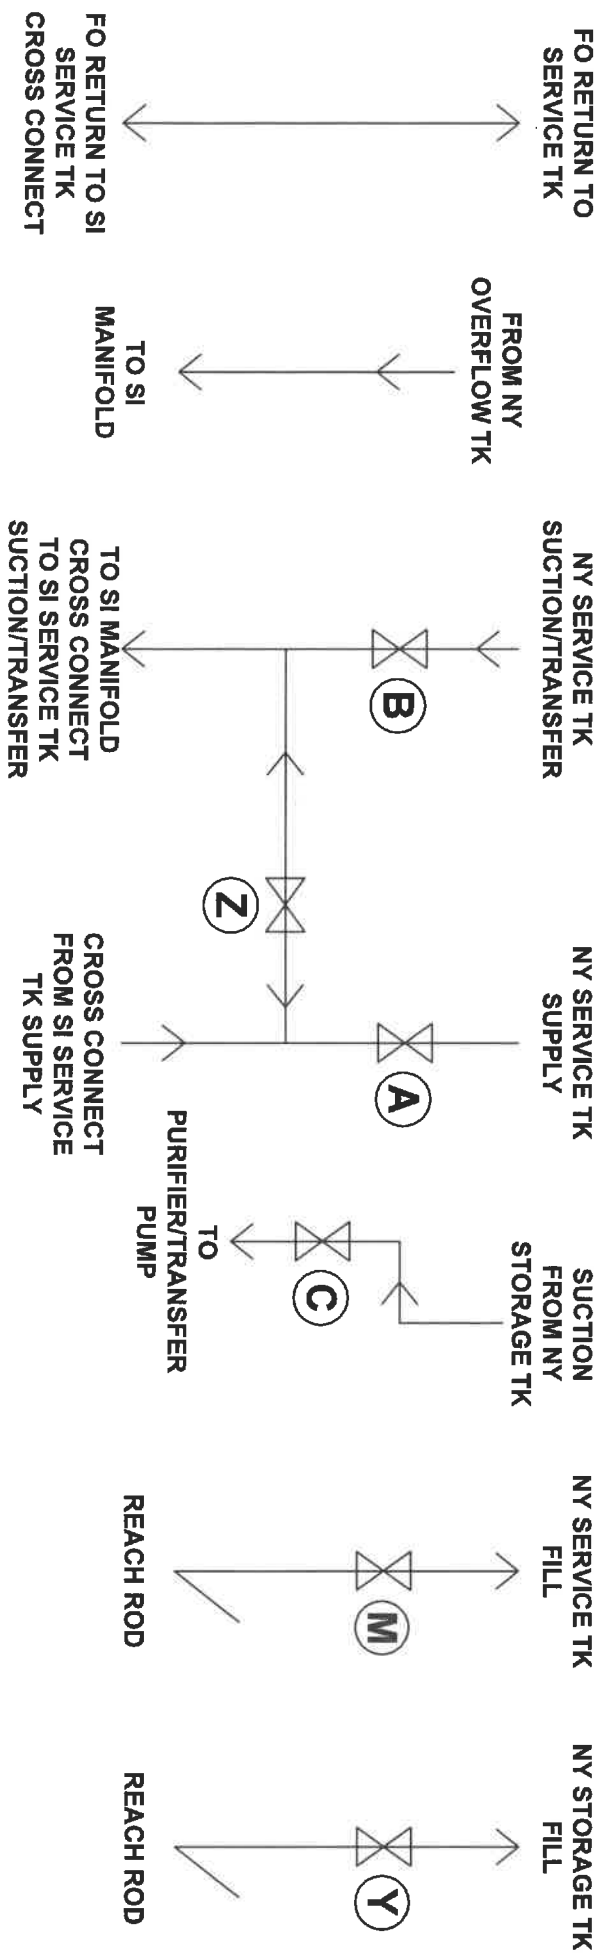 FO RETURN TO
SERVICE TK
FROM NY
OVERFLOW TK
NY SERVICE TK
SUCTION/TRANSFER
NY SERVICE TK
SUPPLY
SUCTION
FROM NY
STORAGE TK
NY SERVICE TK
FILL
NY STORAGE TK
FILL
B
A
C
M
Y
Z
FO RETURN TO SI
SERVICE TK
CROSS CONNECT
TO SI
MANIFOLD
TO SI MANIFOLD
CROSS CONNECT
TO SI SERVICE TK
SUCTION/TRANSFER
CROSS CONNECT
FROM SI SERVICE
TK SUPPLY
TO
PURIFIER/TRANSFER
PUMP
REACH ROD
REACH ROD